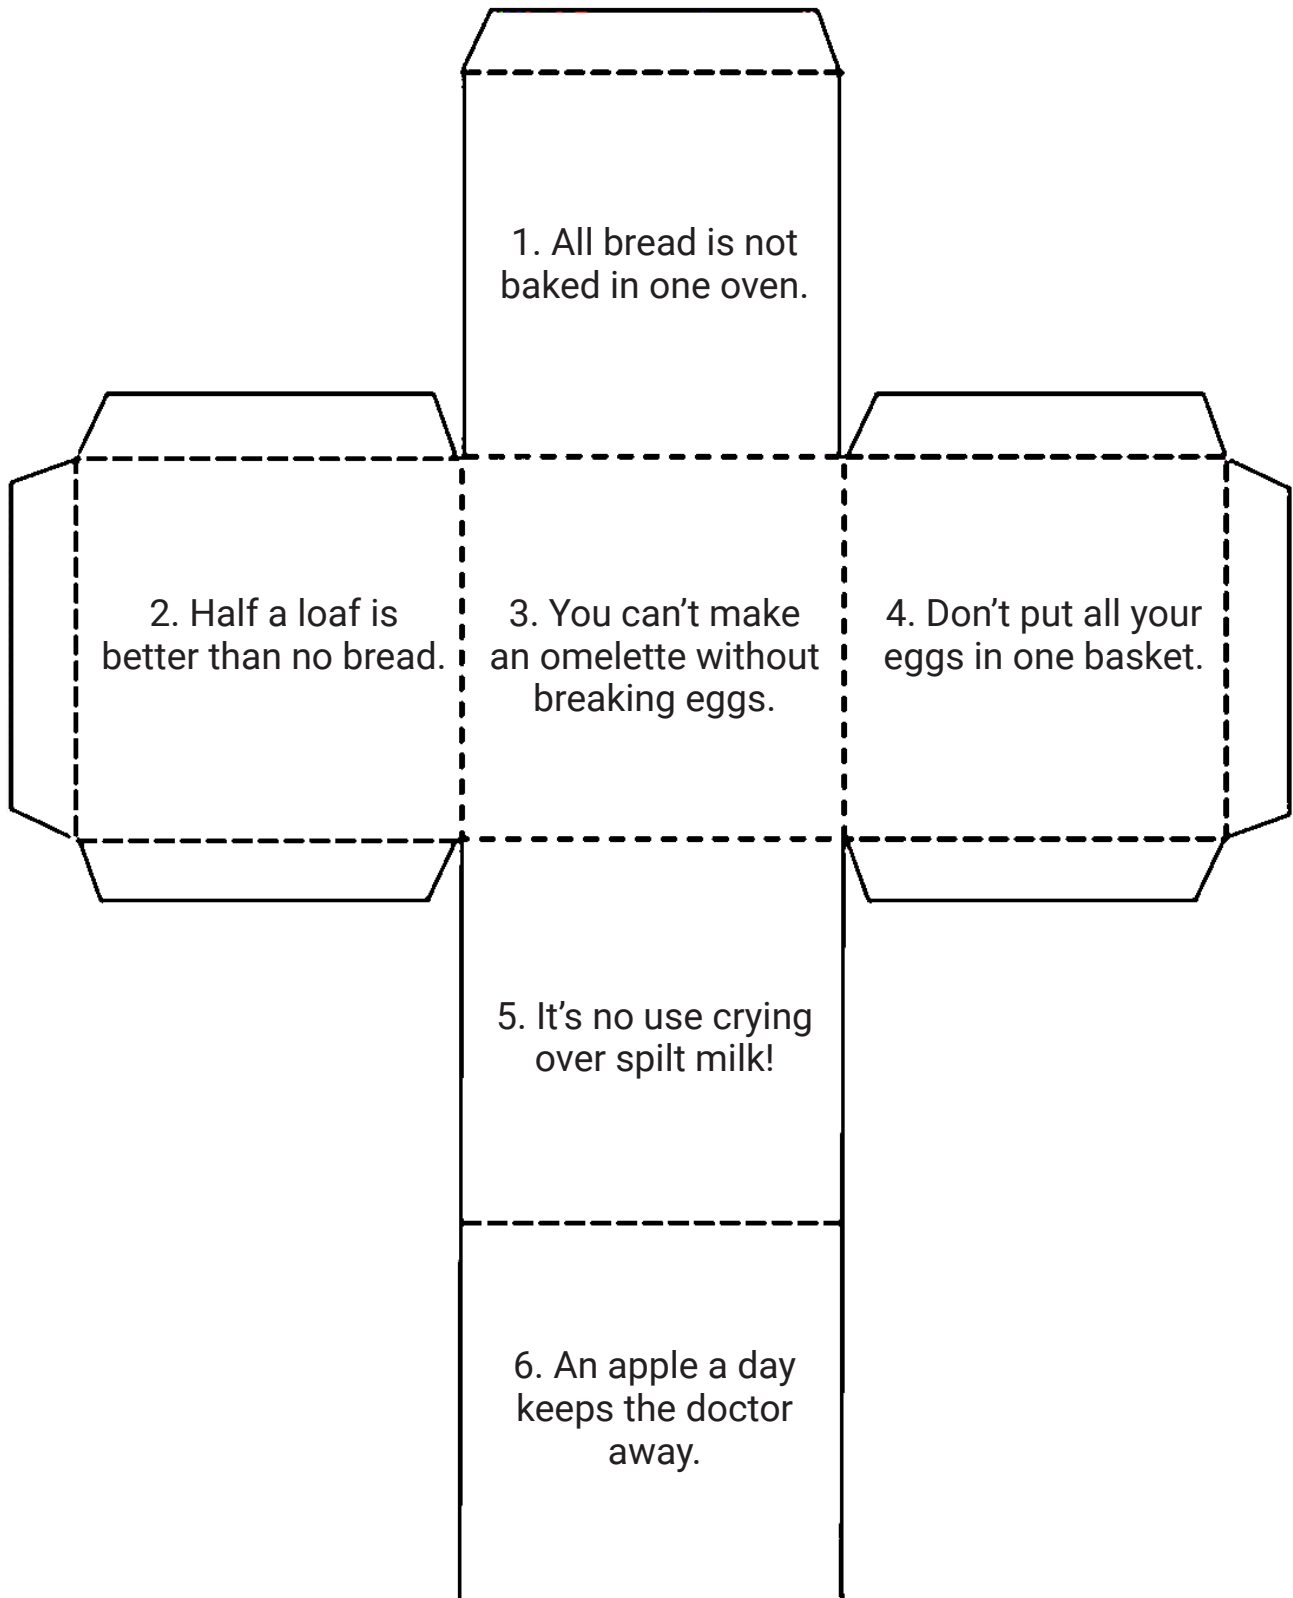 1. All bread is not
baked in one oven.
2. Half a loaf is
better than no bread.
3. You can’t make
an omelette without
breaking eggs.
4. Don’t put all your
eggs in one basket.
5. It’s no use crying
over spilt milk!
6. An apple a day
keeps the doctor
away.